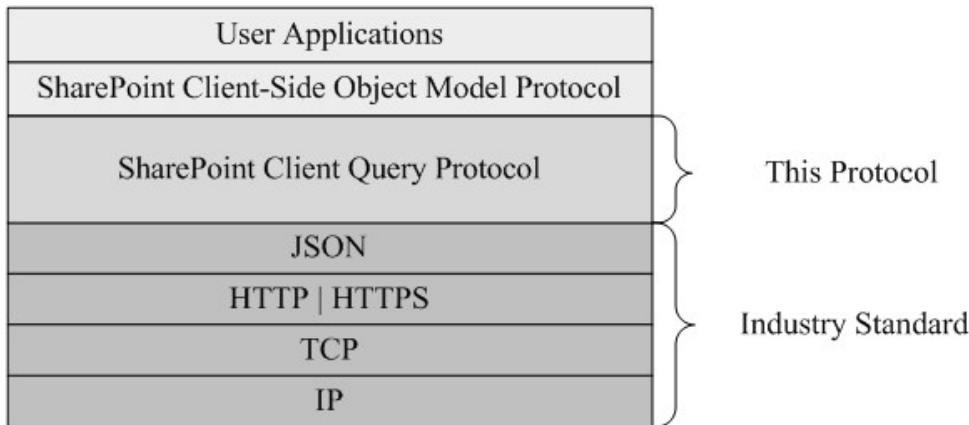 User Applications
SharePoint Client-Side Object Model Protocol
SharePoint Client Query Protocol
This Protocol
JSON
HTTP | HTTPS
TCP
IP
Industry Standard